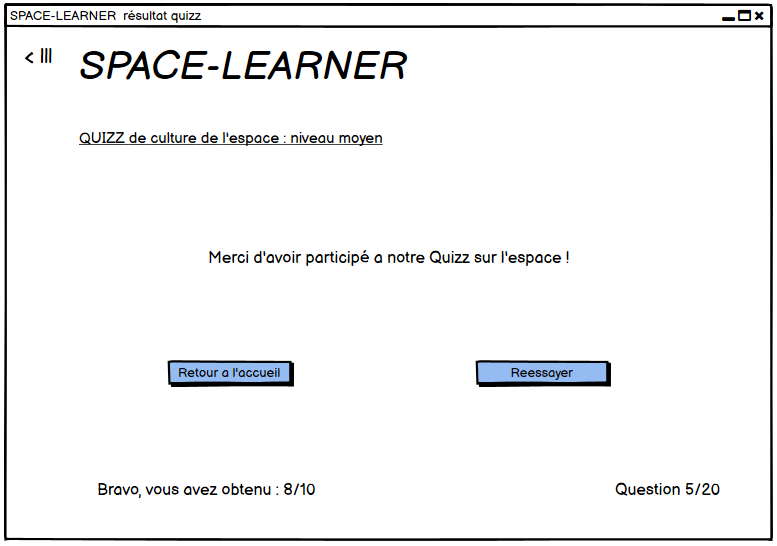 SPACE-LEARNER résultat quizz
< III
SPACE-LEARNER
QUIZZ de culture de l'espace : niveau moyen
Merci d'avoir participé a notre Quizz sur l'espace !
Retour a l'accueil
Reessayer
Bravo, vous avez obtenu : 8/10
Question 5/20